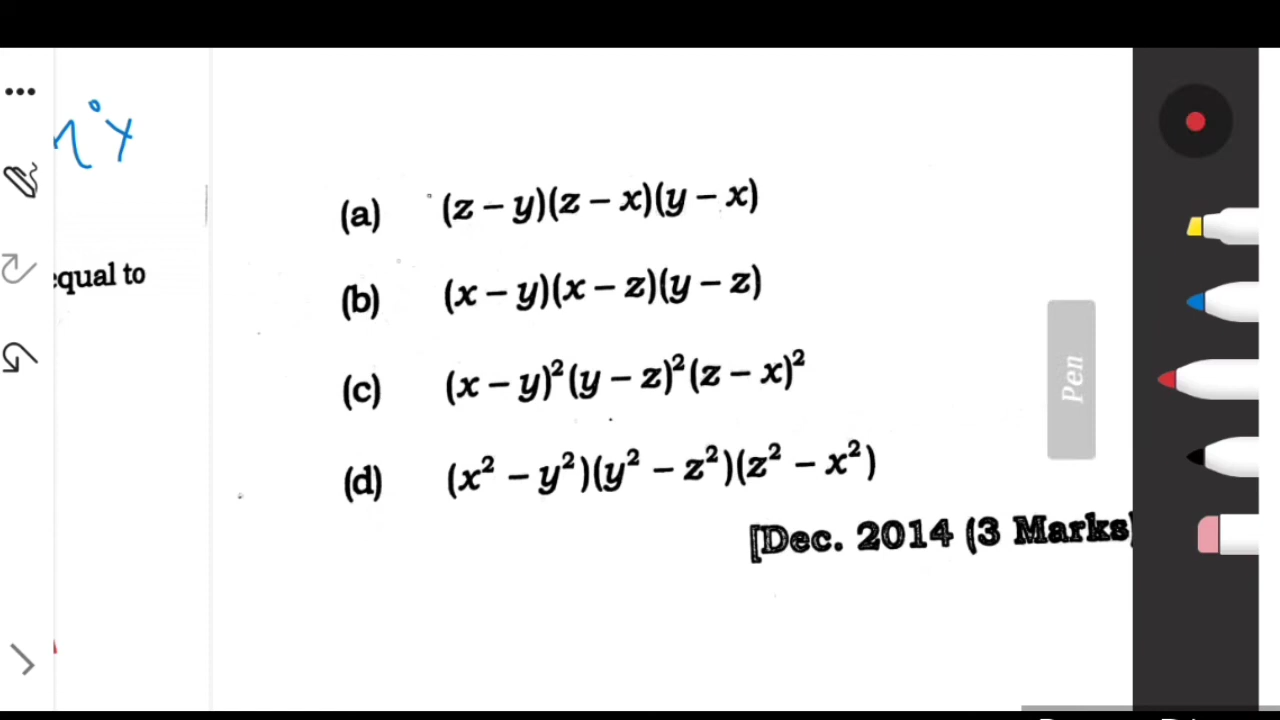 equal to
(a) (z − y)(z − x)(y − x)
(b) (x − y)(x − z)(y − z)
(c) (x − y)²(y − z)²(z − x)²
(d) (x² − y²)(y² − z²)(z² − x²)
[Dec. 2014 (3 Marks)
Pen